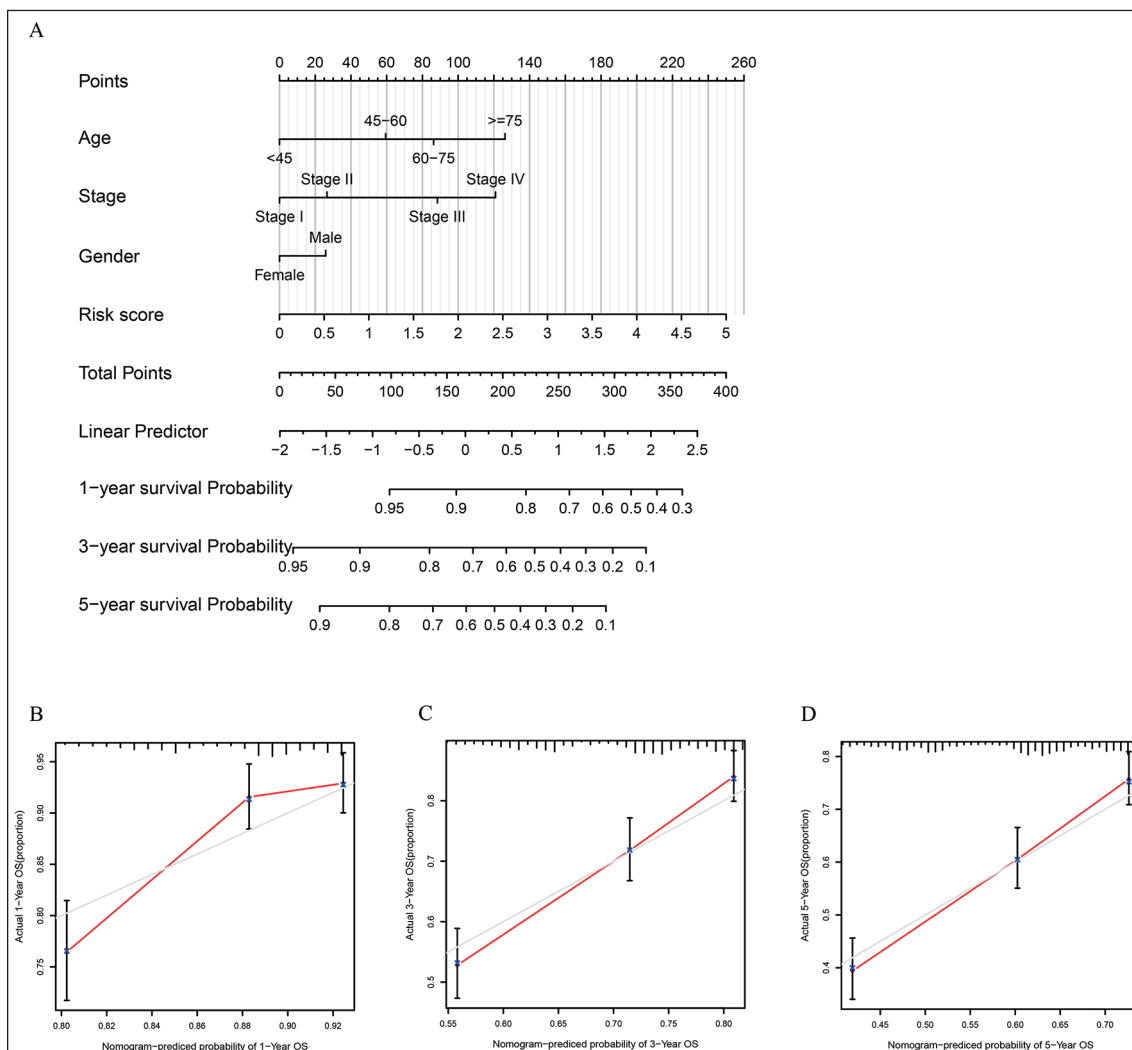 A
Points
0 20 40 60 80 100 120 140 160 180 200 220 240 260
Age
45−60 >=75
<45 60−75
Stage
Stage II Stage IV
Stage I Stage III
Gender
Male
Female
Risk score
0 0.5 1 1.5 2 2.5 3 3.5 4 4.5 5
Total Points
0 50 100 150 200 250 300 350 400
Linear Predictor
−2 −1.5 −1 −0.5 0 0.5 1 1.5 2 2.5
1−year survival Probability
0.95 0.9 0.8 0.7 0.6 0.5 0.4 0.3
3−year survival Probability
0.95 0.9 0.8 0.7 0.6 0.5 0.4 0.3 0.2 0.1
5−year survival Probability
0.9 0.8 0.7 0.6 0.5 0.4 0.3 0.2 0.1
B
Actual 1−Year OS(proportion)
0.95
0.90
0.85
0.80
0.75
0.80 0.82 0.84 0.86 0.88 0.90 0.92
Nomogram−prediced probability of 1−Year OS
C
Actual 3−Year OS(proportion)
0.8
0.7
0.6
0.5
0.55 0.60 0.65 0.70 0.75 0.80
Nomogram−prediced probability of 3−Year OS
D
Actual 5−Year OS(proportion)
0.8
0.7
0.6
0.5
0.4
0.45 0.50 0.55 0.60 0.65 0.70
Nomogram−prediced probability of 5−Year OS